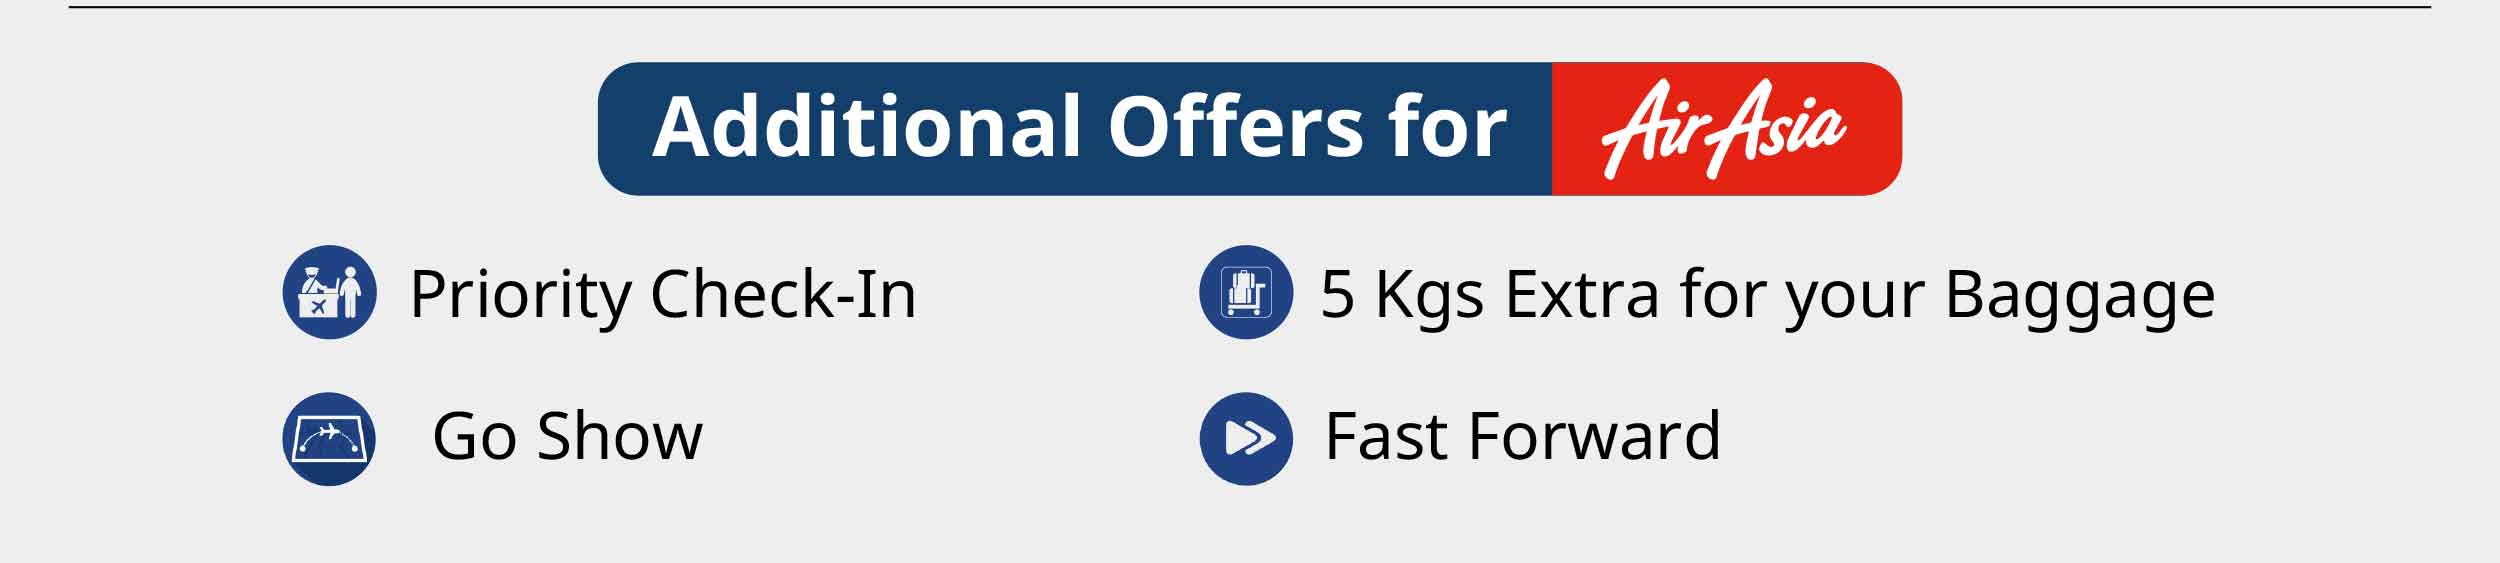 Additional Offers for AirAsia
Priority Check-In
5 Kgs Extra for your Baggage
Go Show
Fast Forward